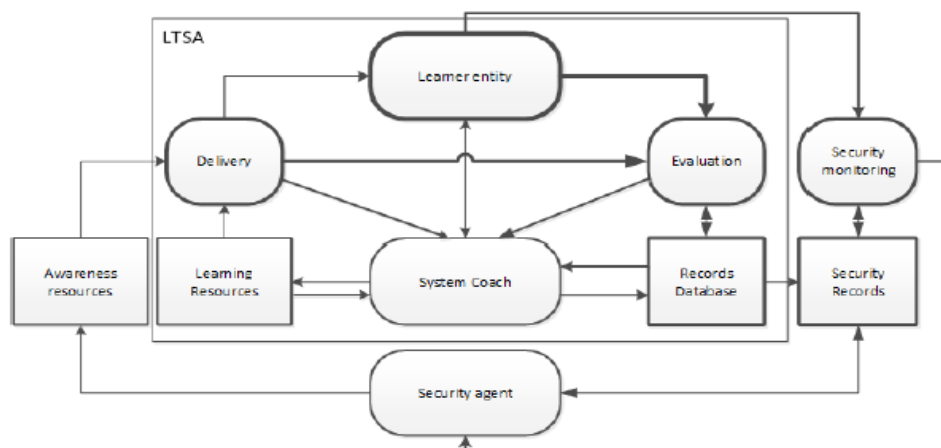 LTSA
Learner entity
Delivery
Evaluation
Security
monitoring
Awareness
resources
Learning
Resources
System Coach
Records
Database
Security
Records
Security agent